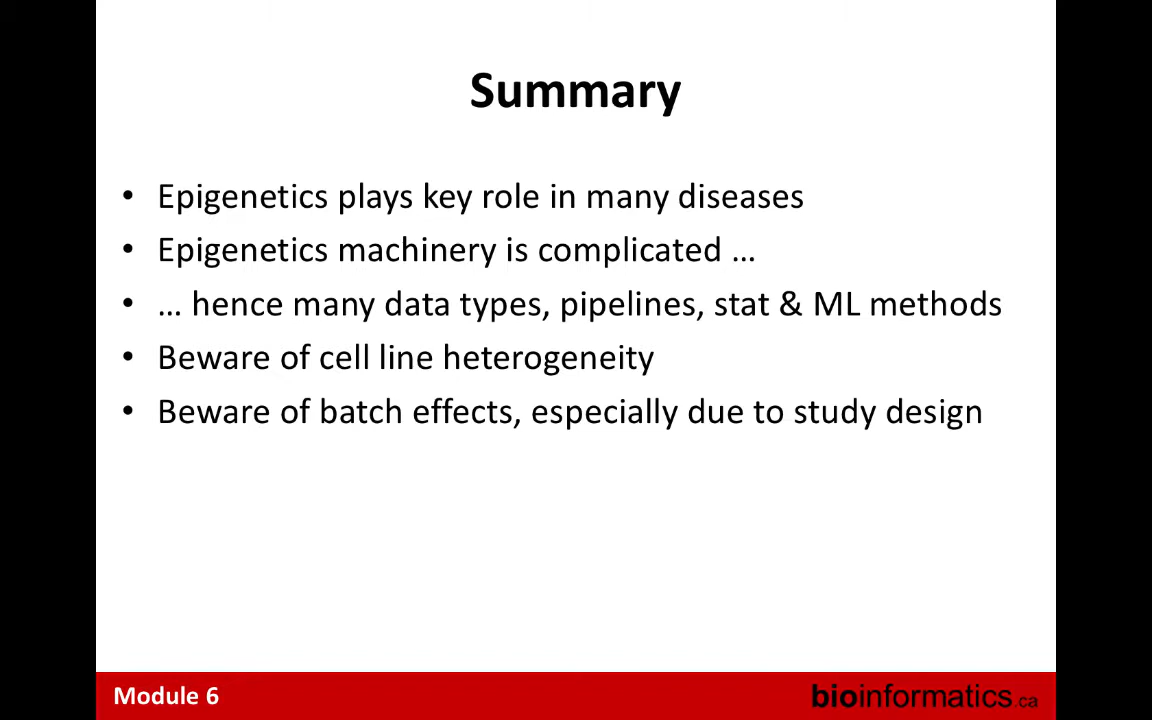 Summary
• Epigenetics plays key role in many diseases
• Epigenetics machinery is complicated …
• … hence many data types, pipelines, stat & ML methods
• Beware of cell line heterogeneity
• Beware of batch effects, especially due to study design
Module 6
bioinformatics.ca